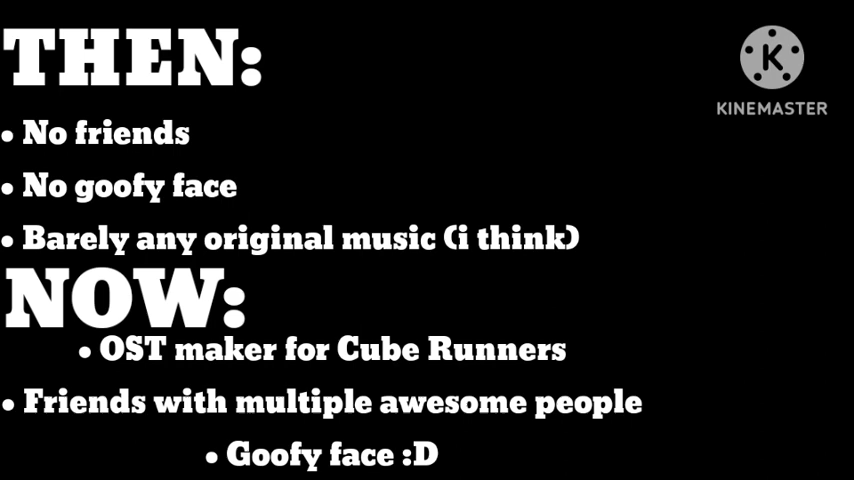 THEN:
• No friends
• No goofy face
• Barely any original music (i think)
NOW:
• OST maker for Cube Runners
• Friends with multiple awesome people
• Goofy face :D
K
KINEMASTER